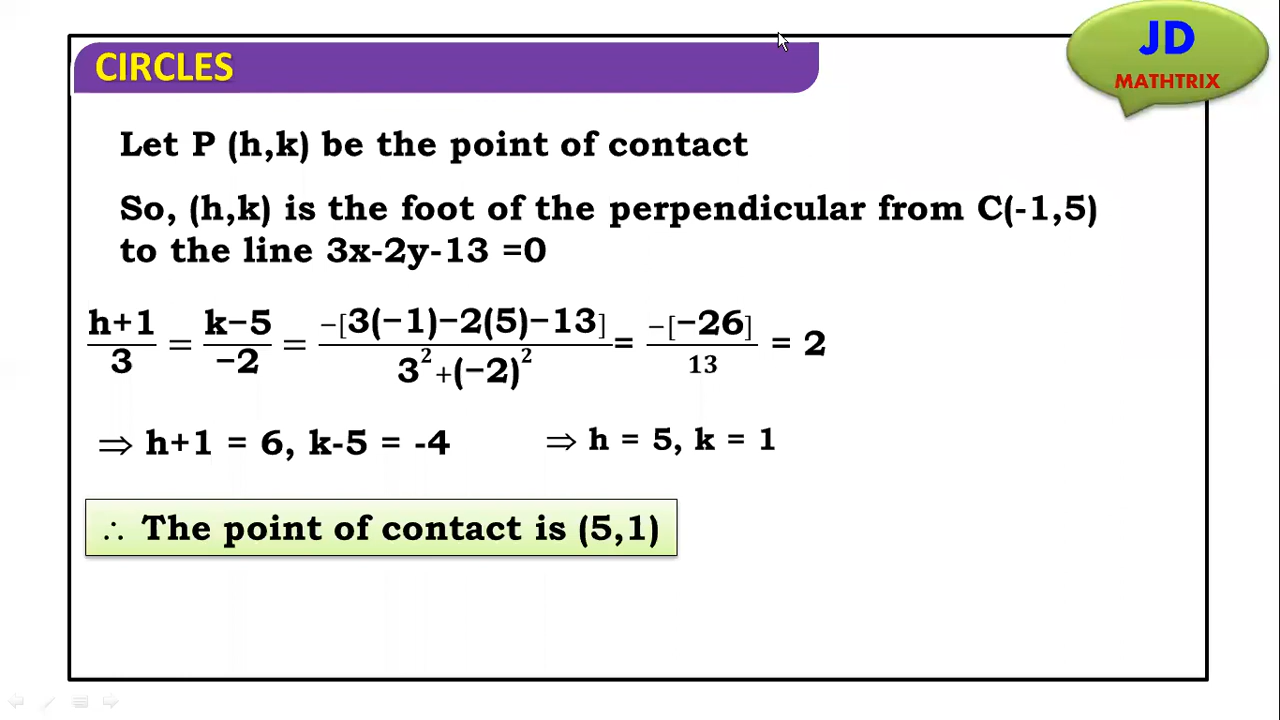 JD
MATHTRIX
CIRCLES
Let P (h,k) be the point of contact
So, (h,k) is the foot of the perpendicular from C(-1,5)
to the line 3x-2y-13 =0
h+1/3 = k−5/−2 = −[3(−1)−2(5)−13]/3²+(−2)² = −[−26]/13 = 2
⇒ h+1 = 6, k-5 = -4 ⇒ h = 5, k = 1
∴ The point of contact is (5,1)